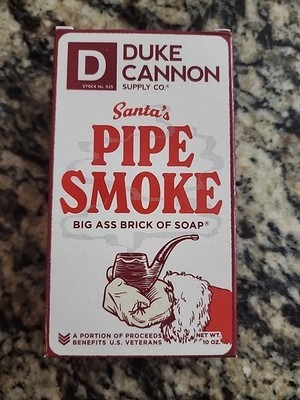 D
STOCK No. 025
DUKE
CANNON
SUPPLY CO.®
Santa's
PIPE
SMOKE
BIG ASS BRICK OF SOAP®
A PORTION OF PROCEEDS
BENEFITS U.S. VETERANS
NET WT.
10 OZ.